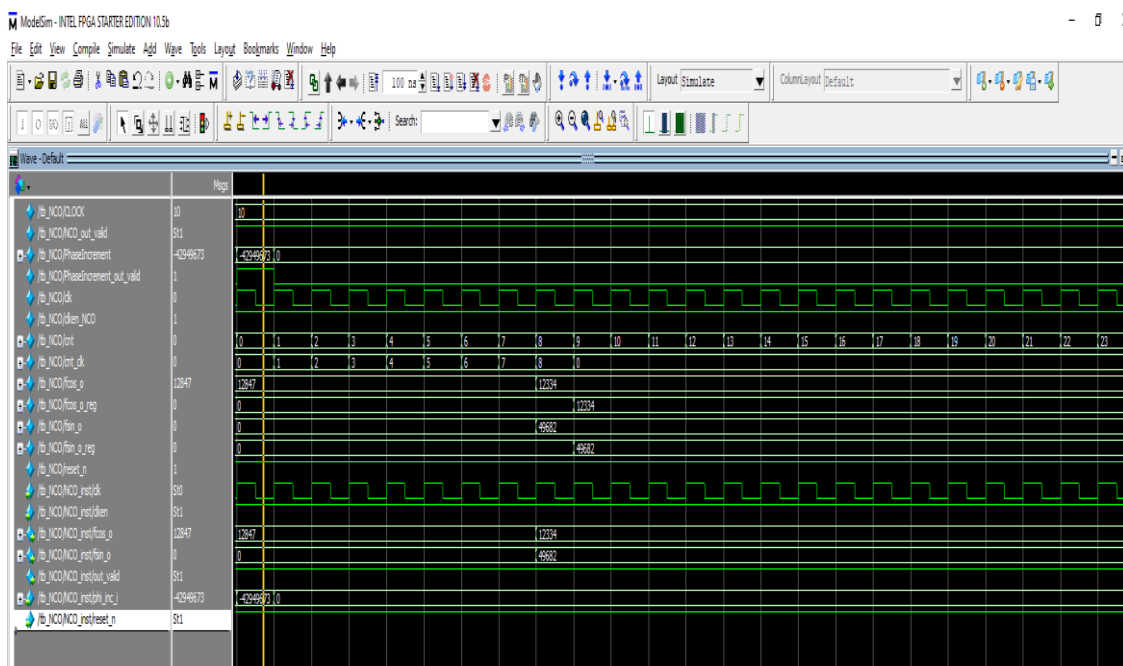 ModelSim - INTEL FPGA STARTER EDITION 10.5b
File Edit View Compile Simulate Add Wave Tools Layout Bookmarks Window Help
100 ns Layout Simulate ColumnLayout Default
Search:
Wave - Default
Msgs
/tb_NCO/CLOCK 10 10
/tb_NCO/NCO_out_valid St1
/tb_NCO/PhaseIncrement -42949673 -42949673 0
/tb_NCO/PhaseIncrement_out_valid 1
/tb_NCO/clk 0
/tb_NCO/clken_NCO 1
/tb_NCO/cnt 0 0 1 2 3 4 5 6 7 8 9 10 11 12 13 14 15 16 17 18 19 20 21 22 23
/tb_NCO/cnt_clk 0 0 1 2 3 4 5 6 7 8 0
/tb_NCO/fcos_o 12847 12847 12334
/tb_NCO/fcos_o_reg 0 0 12334
/tb_NCO/fsin_o 0 0 49682
/tb_NCO/fsin_o_reg 0 0 49682
/tb_NCO/reset_n 1
/tb_NCO/NCO_inst/clk St0
/tb_NCO/NCO_inst/clken St1
/tb_NCO/NCO_inst/fcos_o 12847 12847 12334
/tb_NCO/NCO_inst/fsin_o 0 0 49682
/tb_NCO/NCO_inst/out_valid St1
/tb_NCO/NCO_inst/phi_inc_i -42949673 -42949673 0
/tb_NCO/NCO_inst/reset_n St1